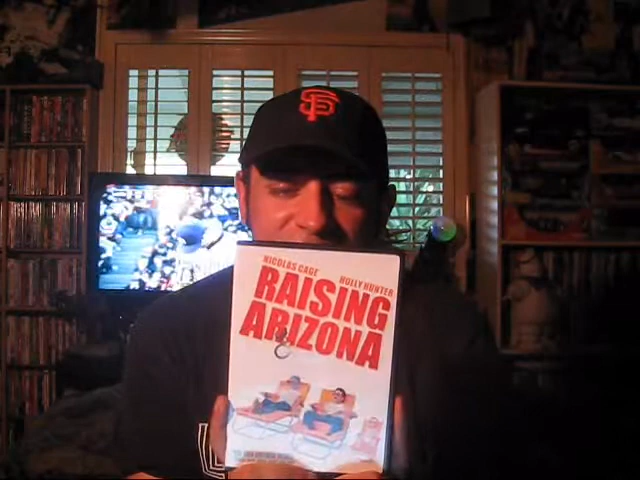 SF
NICOLAS CAGE HOLLY HUNTER
RAISING
ARIZONA